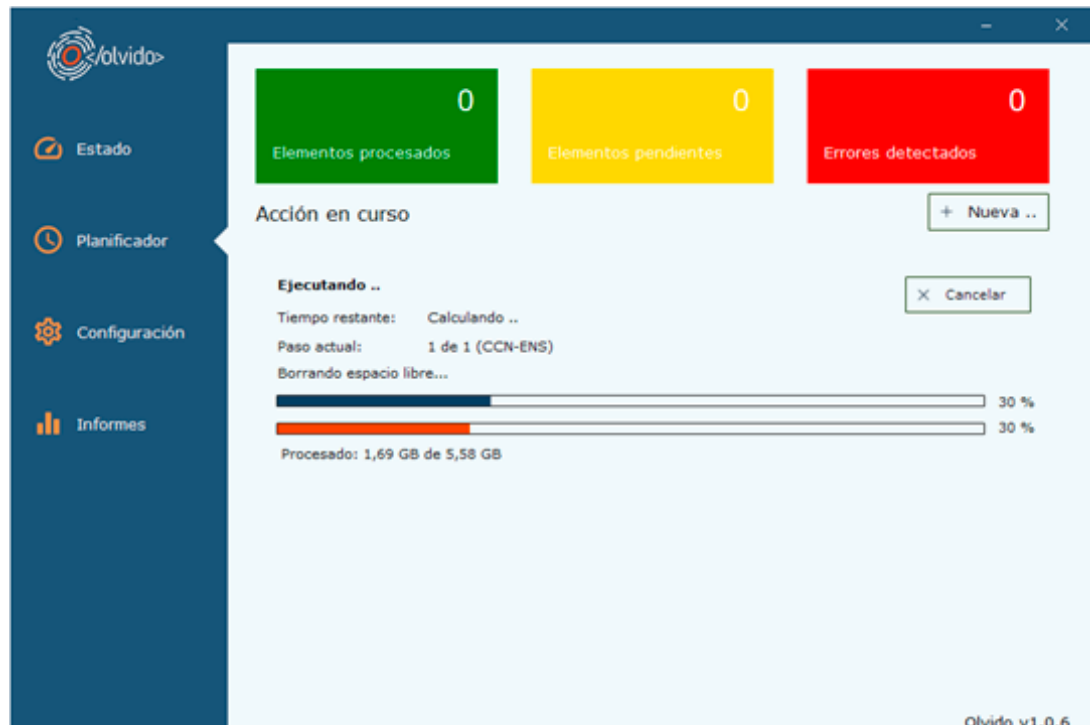 </olvido>
Estado
Planificador
Configuración
Informes
0
Elementos procesados
0
Elementos pendientes
0
Errores detectados
Acción en curso
+ Nueva ..
Ejecutando ..
× Cancelar
Tiempo restante: Calculando ..
Paso actual: 1 de 1 (CCN-ENS)
Borrando espacio libre...
30 %
30 %
Procesado: 1,69 GB de 5,58 GB
Olvido v1.0.6